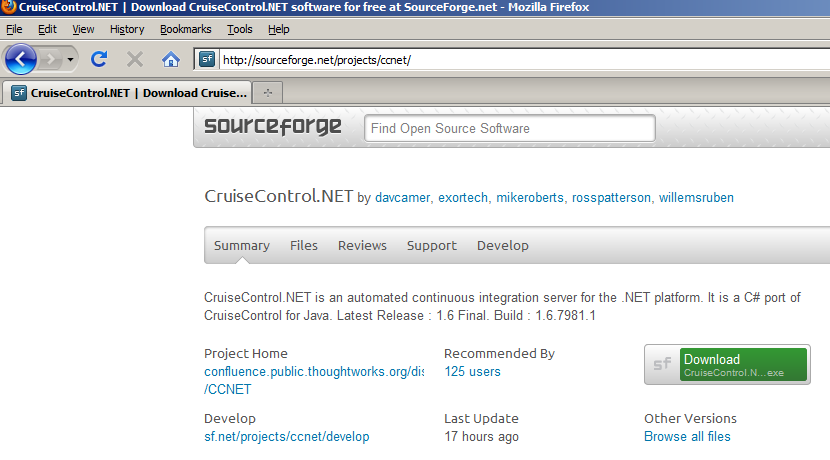 CruiseControl.NET | Download CruiseControl.NET software for free at SourceForge.net - Mozilla Firefox
File Edit View History Bookmarks Tools Help
sf http://sourceforge.net/projects/ccnet/
sf CruiseControl.NET | Download Cruise...
sourceforge Find Open Source Software
CruiseControl.NET by davcamer, exortech, mikeroberts, rosspatterson, willemsruben
Summary Files Reviews Support Develop
CruiseControl.NET is an automated continuous integration server for the .NET platform. It is a C# port of
CruiseControl for Java. Latest Release : 1.6 Final. Build : 1.6.7981.1
Project Home
confluence.public.thoughtworks.org/dis
/CCNET
Recommended By
125 users
sf Download
CruiseControl.N...exe
Develop
sf.net/projects/ccnet/develop
Last Update
17 hours ago
Other Versions
Browse all files